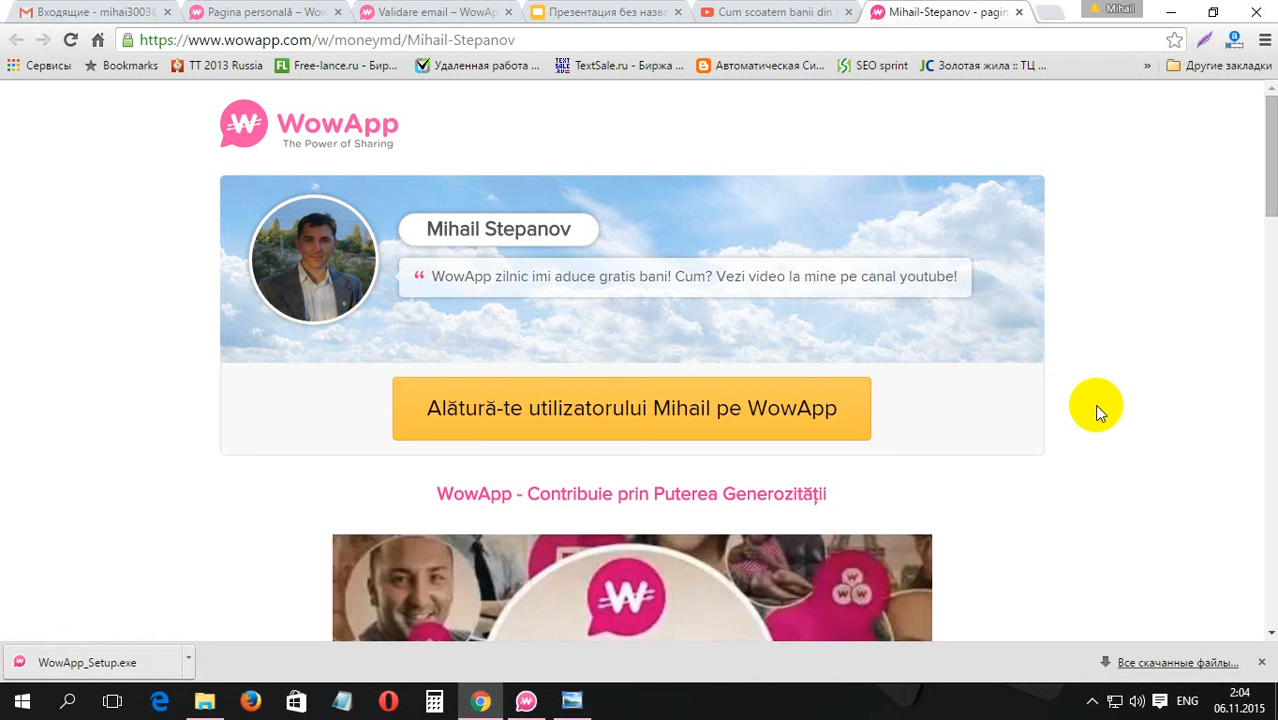 Входящие - mihai3003@
Pagina personală – Wow
Validare email – WowAp
Презентация без назва
Cum scoatem banii din
Mihail-Stepanov - pagin
Mihail
https://www.wowapp.com/w/moneymd/Mihail-Stepanov
Сервисы
Bookmarks
TT 2013 Russia
FL Free-lance.ru - Бир...
Удаленная работа ...
TextSale.ru - Биржа ...
Автоматическая Си...
SEO sprint
JC Золотая жила :: ТЦ ...
»
Другие закладки
WowApp
The Power of Sharing
Mihail Stepanov
“ WowApp zilnic imi aduce gratis bani! Cum? Vezi video la mine pe canal youtube!
Alătură-te utilizatorului Mihail pe WowApp
WowApp - Contribuie prin Puterea Generozității
WowApp_Setup.exe
Все скачанные файлы...
ENG
2:04
06.11.2015